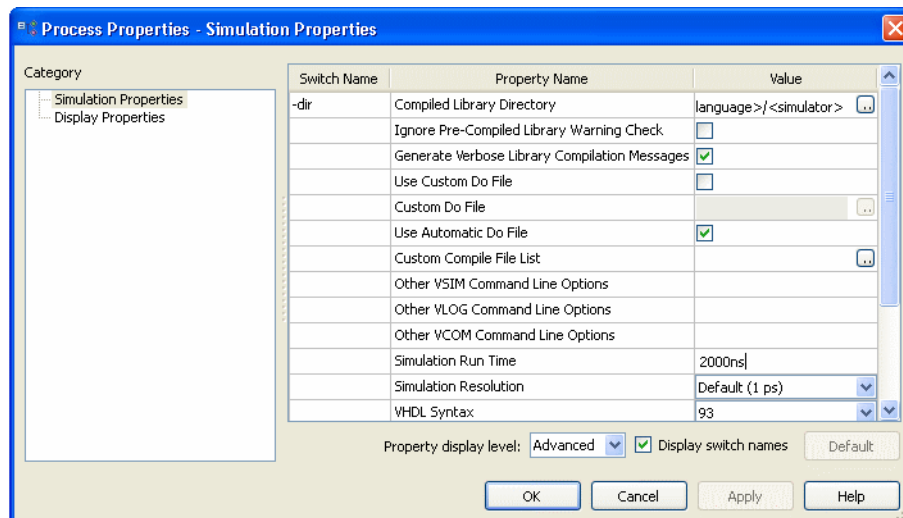 Process Properties - Simulation Properties
Category
Simulation Properties
Display Properties
Switch Name Property Name Value
-dir Compiled Library Directory language>/<simulator> ..
Ignore Pre-Compiled Library Warning Check
Generate Verbose Library Compilation Messages
Use Custom Do File
Custom Do File ..
Use Automatic Do File
Custom Compile File List ..
Other VSIM Command Line Options
Other VLOG Command Line Options
Other VCOM Command Line Options
Simulation Run Time 2000ns
Simulation Resolution Default (1 ps)
VHDL Syntax 93
Property display level: Advanced Display switch names Default
OK Cancel Apply Help